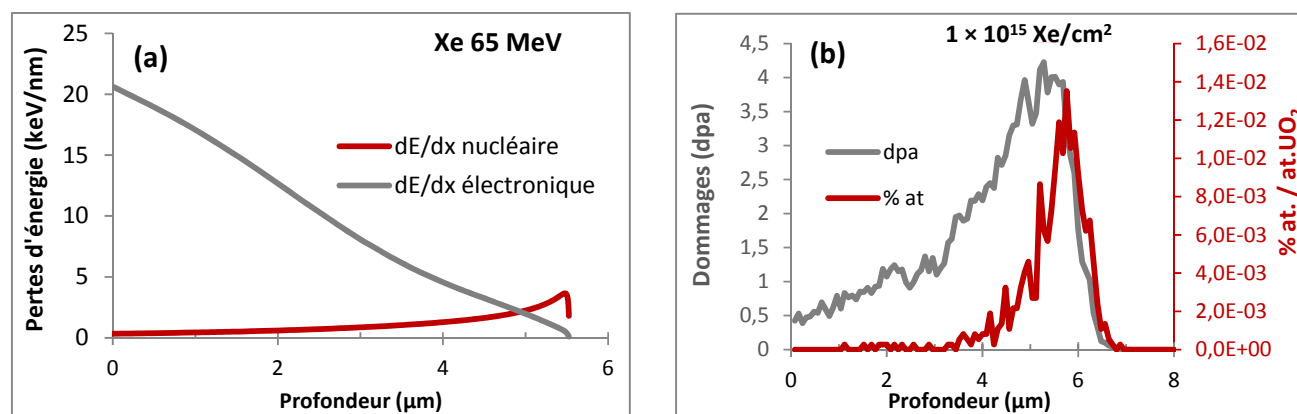 Xe 65 MeV
(a)
Pertes d'énergie (keV/nm)
25
20
15
10
5
0
dE/dx nucléaire
dE/dx électronique
0
2
4
6
Profondeur (µm)
1 × 10¹⁵ Xe/cm²
(b)
Dommages (dpa)
4,5
4
3,5
3
2,5
2
1,5
1
0,5
0
dpa
% at
1,6E-02
1,4E-02
1,2E-02
1,0E-02
8,0E-03
6,0E-03
4,0E-03
2,0E-03
0,0E+00
% at. / at.UO₂
0
2
4
6
8
Profondeur (µm)